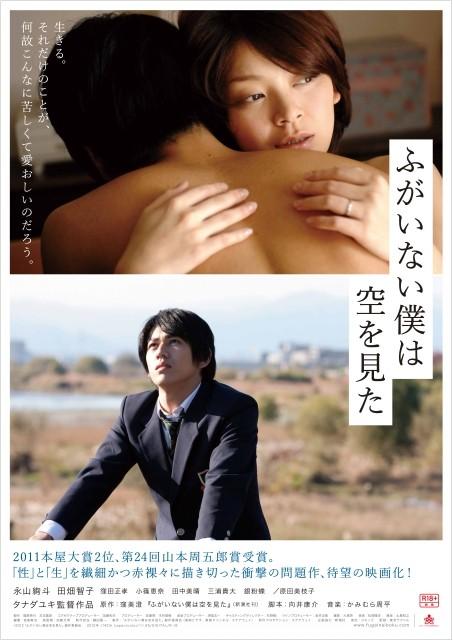 生きる。
それだけのことが、
何故こんなに苦しくて愛おしいのだろう。
ふがいない僕は
空を見た
2011本屋大賞2位、第24回山本周五郎賞受賞。
「性」と「生」を繊細かつ赤裸々に描き切った衝撃の問題作、待望の映画化!
永山絢斗 田畑智子 窪田正孝 小篠恵奈 田中美晴 三浦貴大 銀粉蝶 /原田美枝子
タナダユキ監督作品 原作:窪美澄『ふがいない僕は空を見た』(新潮社刊) 脚本:向井康介 音楽:かみむら周平
R18+